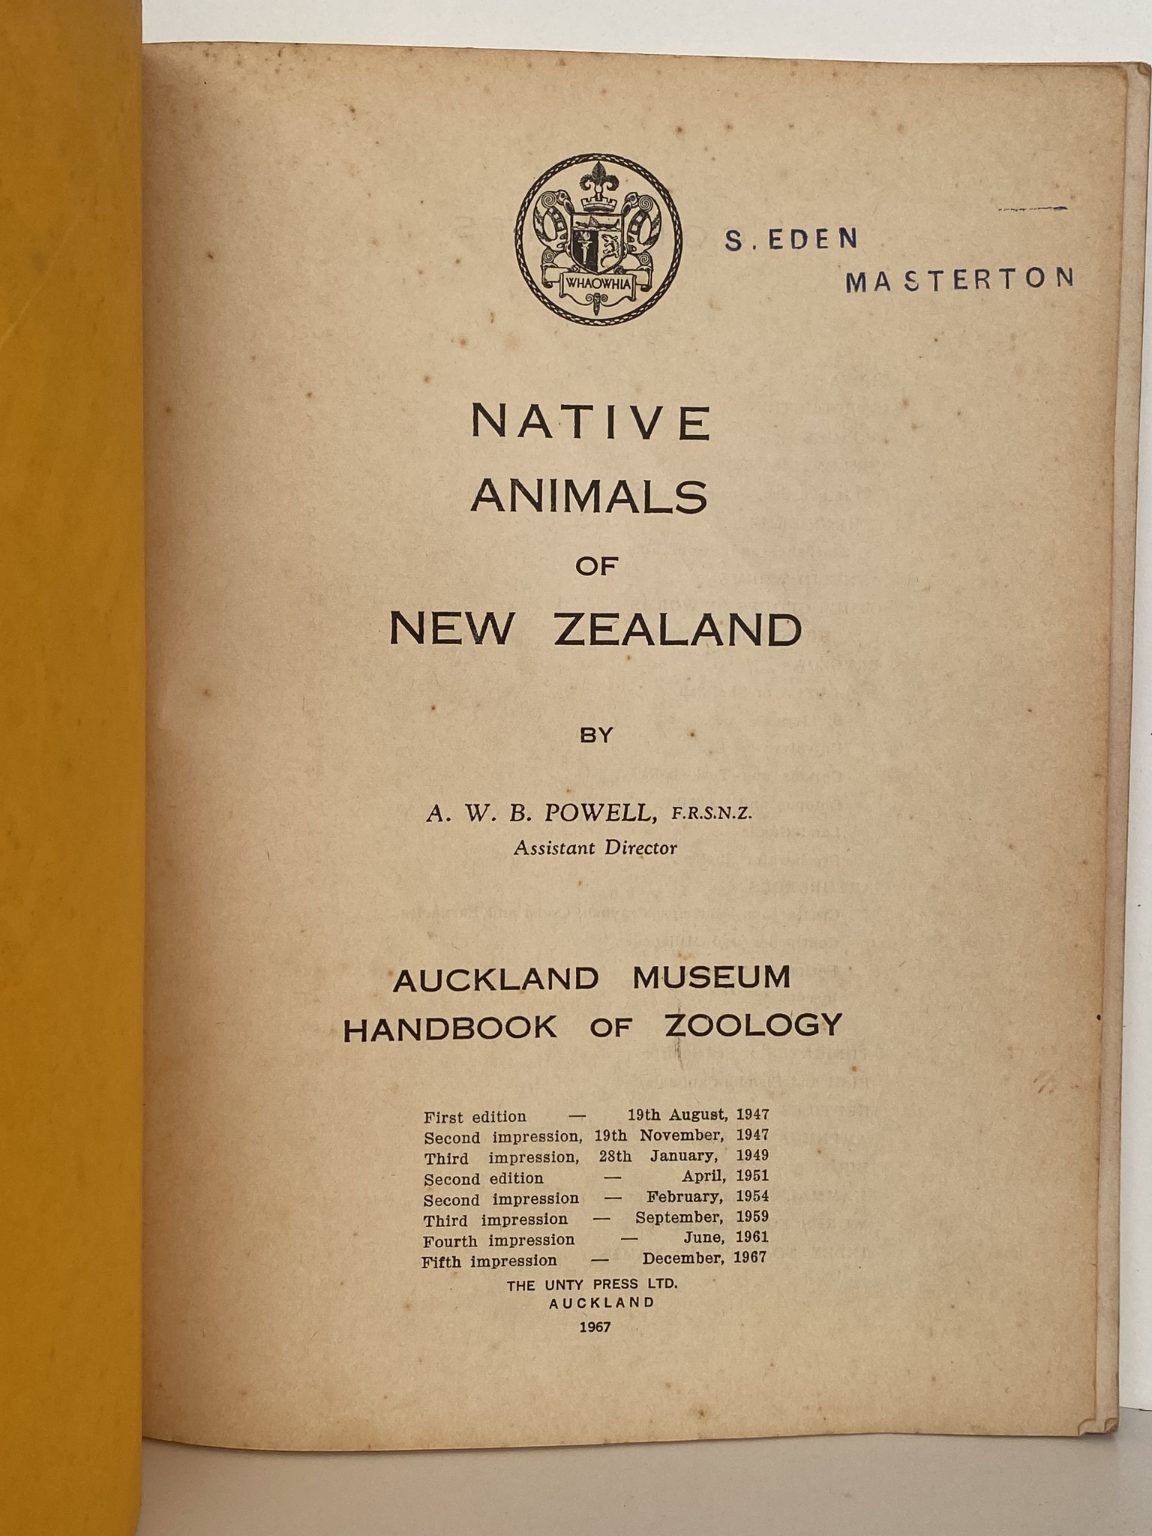 WHAOWHIA
S. EDEN
MASTERTON
NATIVE
ANIMALS
OF
NEW ZEALAND
BY
A. W. B. POWELL, F.R.S.N.Z.
Assistant Director
AUCKLAND MUSEUM
HANDBOOK OF ZOOLOGY
First edition — 19th August, 1947
Second impression, 19th November, 1947
Third impression, 28th January, 1949
Second edition — April, 1951
Second impression — February, 1954
Third impression — September, 1959
Fourth impression — June, 1961
Fifth impression — December, 1967
THE UNTY PRESS LTD.
AUCKLAND
1967